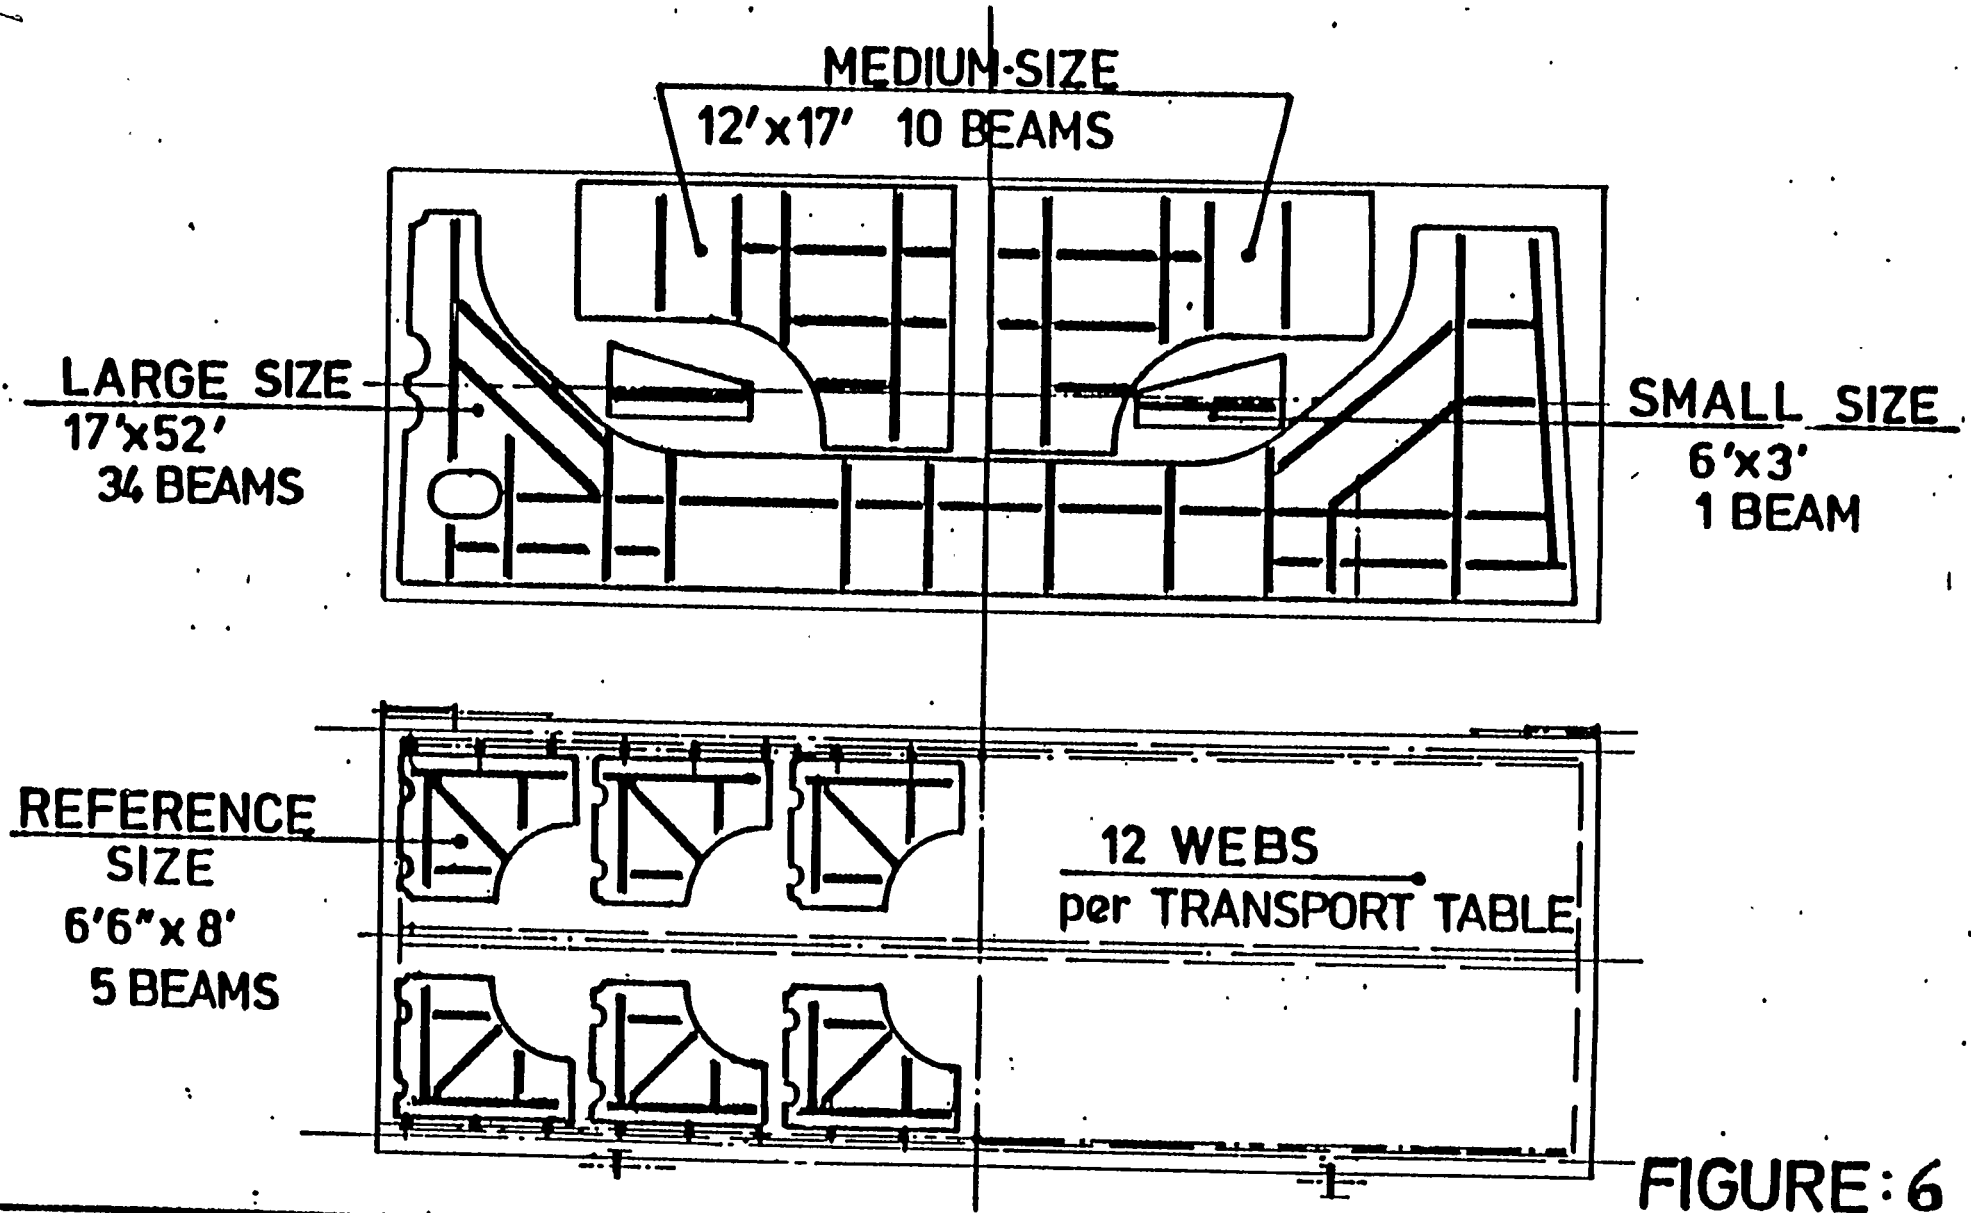 MEDIUM·SIZE
12'x17' 10 BEAMS
LARGE SIZE
17'x52'
34 BEAMS
SMALL SIZE
6'x3'
1 BEAM
REFERENCE
SIZE
6'6"x8'
5 BEAMS
12 WEBS
per TRANSPORT TABLE
FIGURE:6